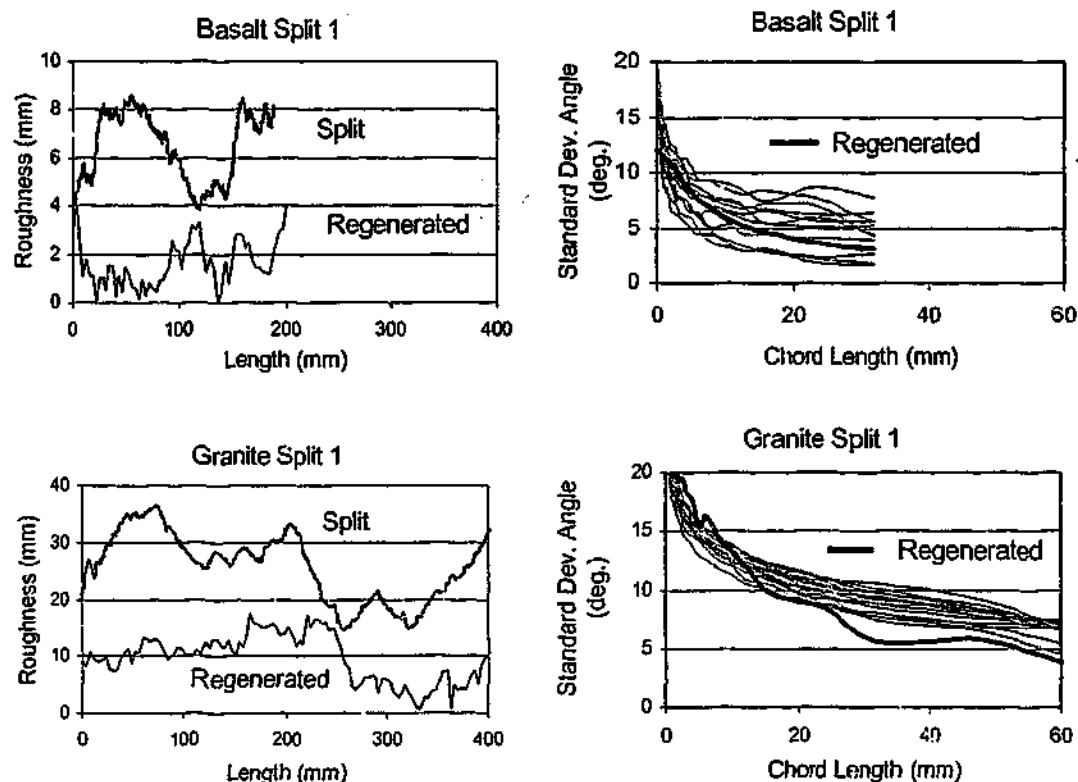 Basalt Split 1
10
8
6
4
2
0
Roughness (mm)
Split
Regenerated
0 100 200 300 400
Length (mm)
Basalt Split 1
20
15
10
5
0
Standard Dev. Angle
(deg.)
Regenerated
0 20 40 60
Chord Length (mm)
Granite Split 1
40
30
20
10
0
Roughness (mm)
Split
Regenerated
0 100 200 300 400
Length (mm)
Granite Split 1
20
15
10
5
0
Standard Dev. Angle
(deg.)
Regenerated
0 20 40 60
Chord Length (mm)